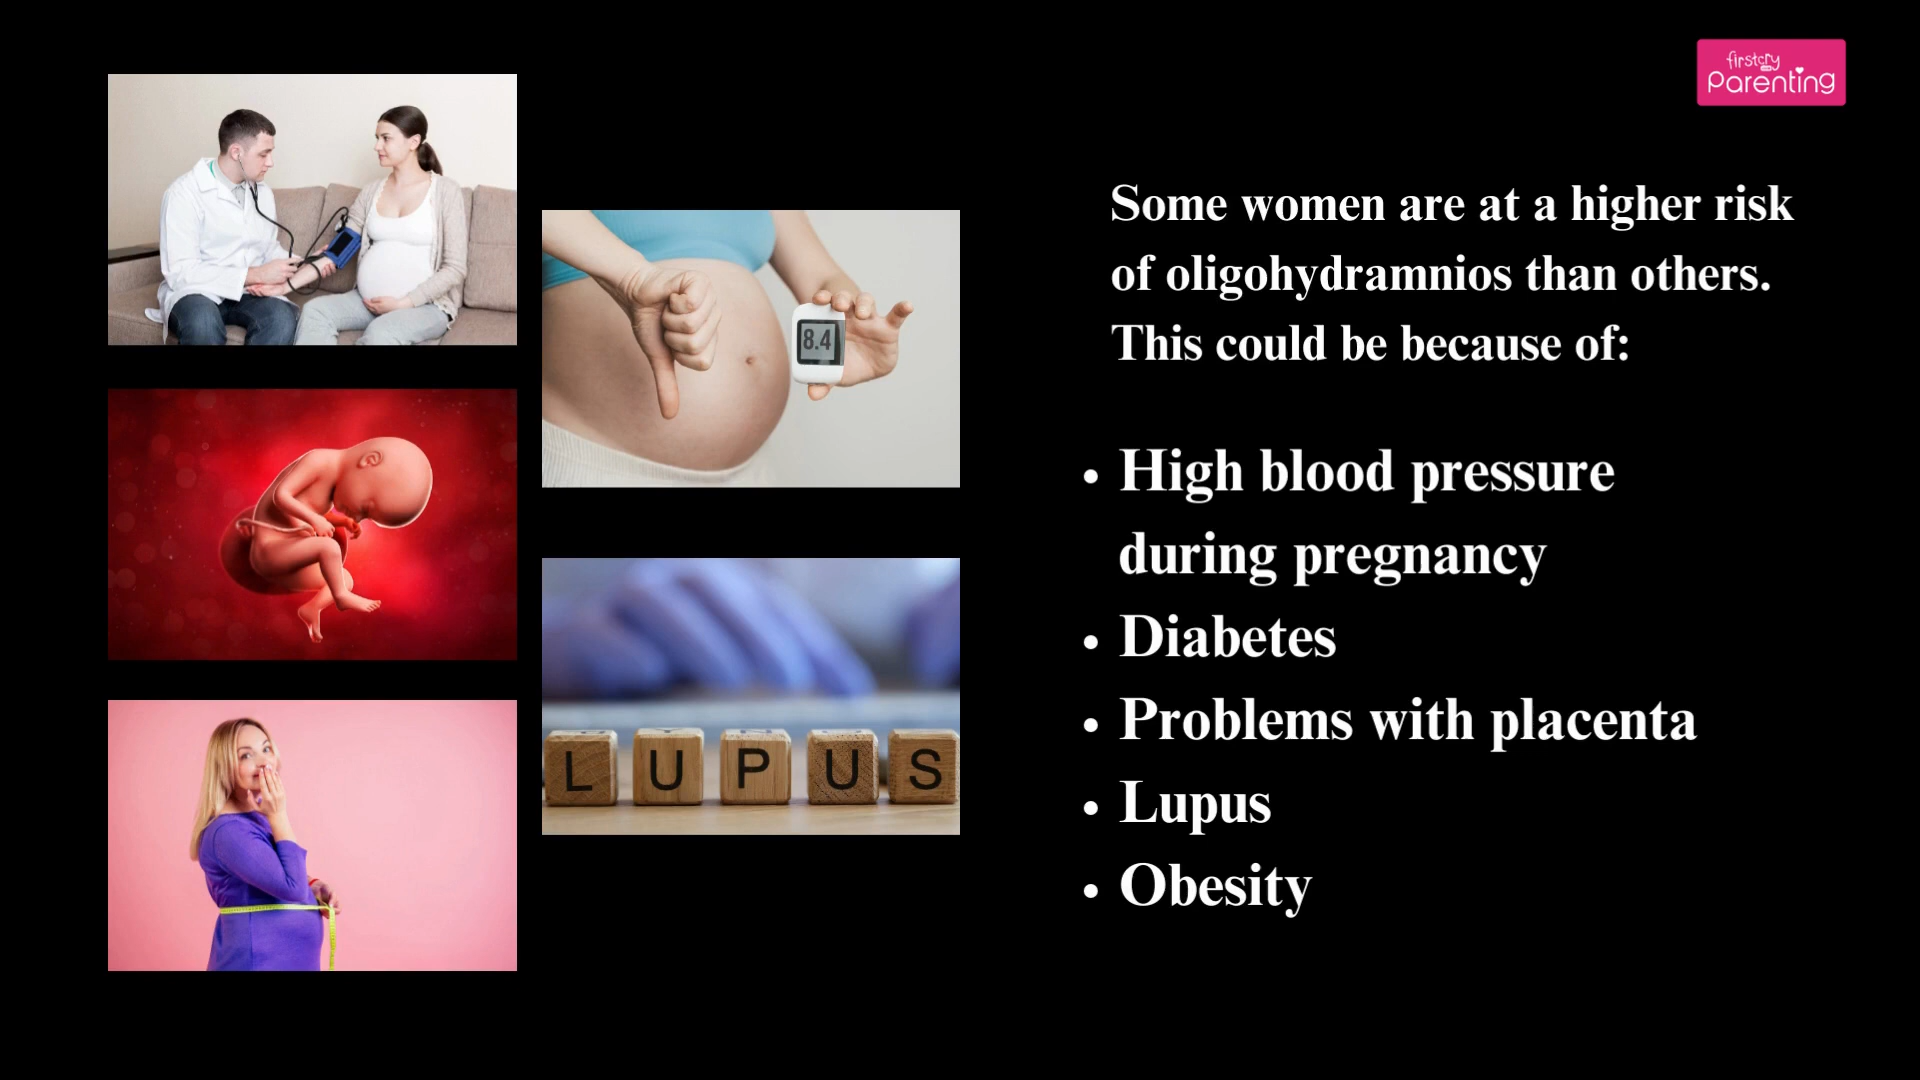 firstcry
Parenting
Some women are at a higher risk
of oligohydramnios than others.
This could be because of:
• High blood pressure
during pregnancy
• Diabetes
• Problems with placenta
• Lupus
• Obesity
8.4
L U P U S